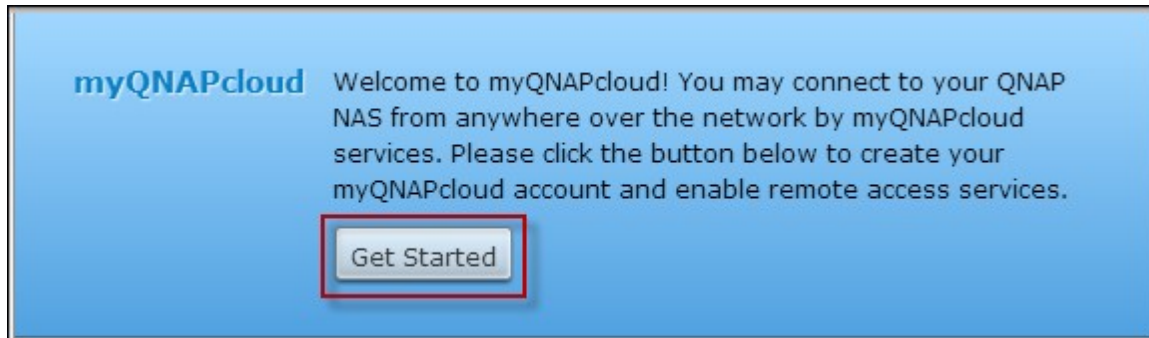 myQNAPcloud
Welcome to myQNAPcloud! You may connect to your QNAP
NAS from anywhere over the network by myQNAPcloud
services. Please click the button below to create your
myQNAPcloud account and enable remote access services.
Get Started